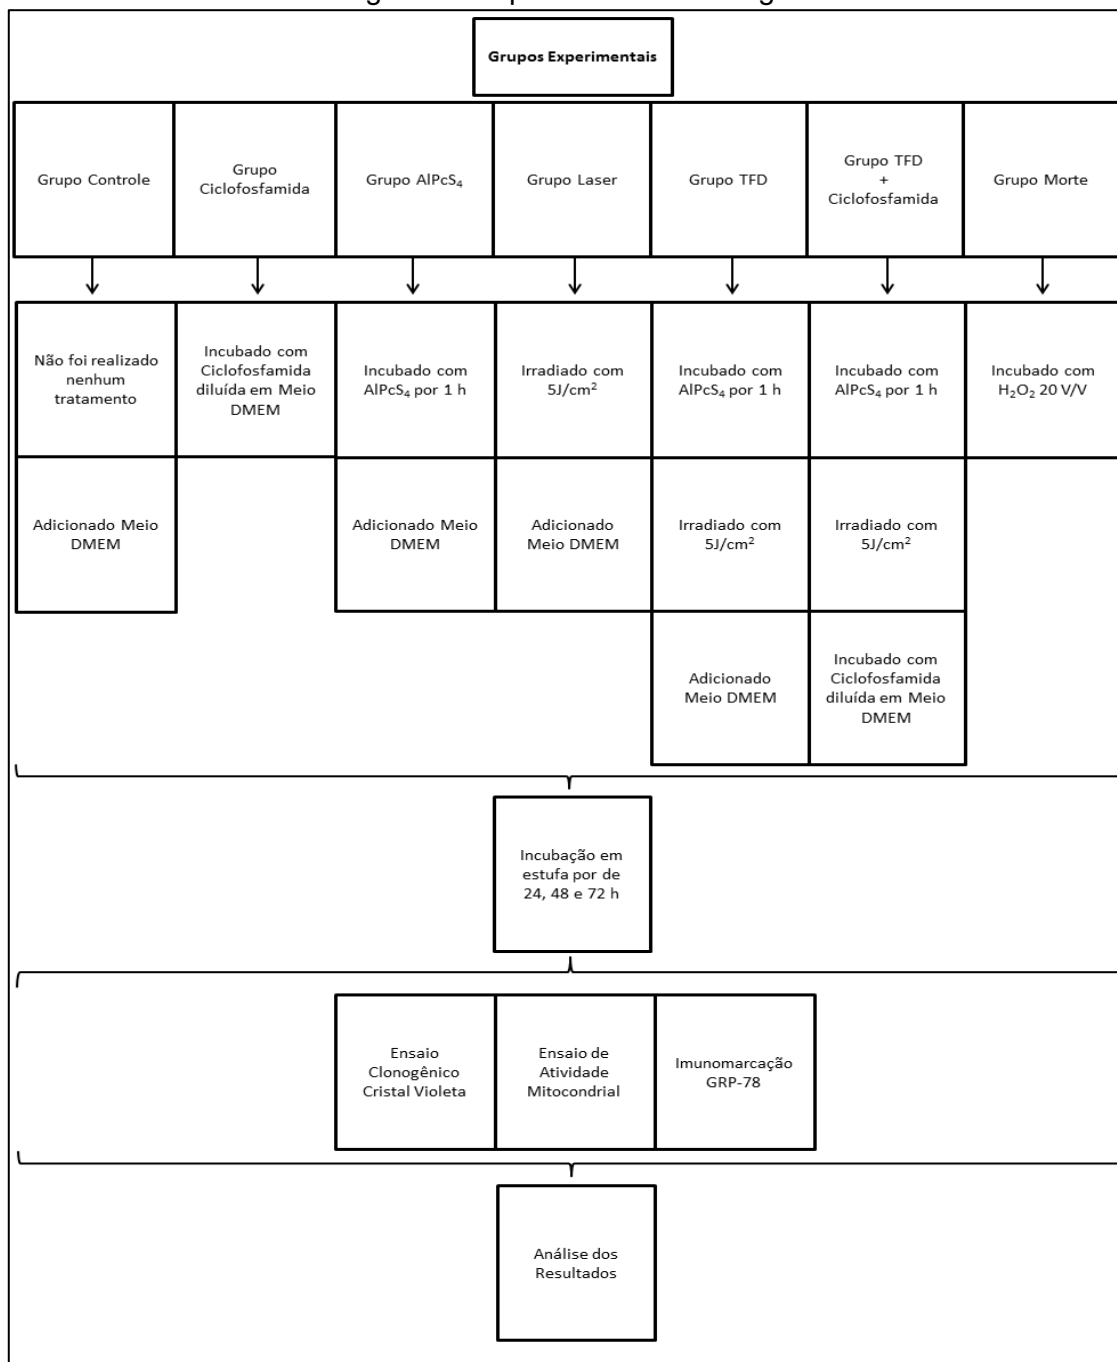 Grupos Experimentais
Grupo Controle
Grupo
Ciclofosfamida
Grupo AlPcS₄
Grupo Laser
Grupo TFD
Grupo TFD
+
Ciclofosfamida
Grupo Morte
Não foi realizado
nenhum
tratamento
Incubado com
Ciclofosfamida
diluída em Meio
DMEM
Incubado com
AlPcS₄ por 1 h
Irradiado com
5J/cm²
Incubado com
AlPcS₄ por 1 h
Incubado com
AlPcS₄ por 1 h
Incubado com
H₂O₂ 20 V/V
Adicionado Meio
DMEM
Adicionado Meio
DMEM
Adicionado
Meio DMEM
Irradiado com
5J/cm²
Irradiado com
5J/cm²
Adicionado
Meio DMEM
Incubado com
Ciclofosfamida
diluída em Meio
DMEM
Incubação em
estufa por de
24, 48 e 72 h
Ensaio
Clonogênico
Cristal Violeta
Ensaio de
Atividade
Mitocondrial
Imunomarcação
GRP-78
Análise dos
Resultados